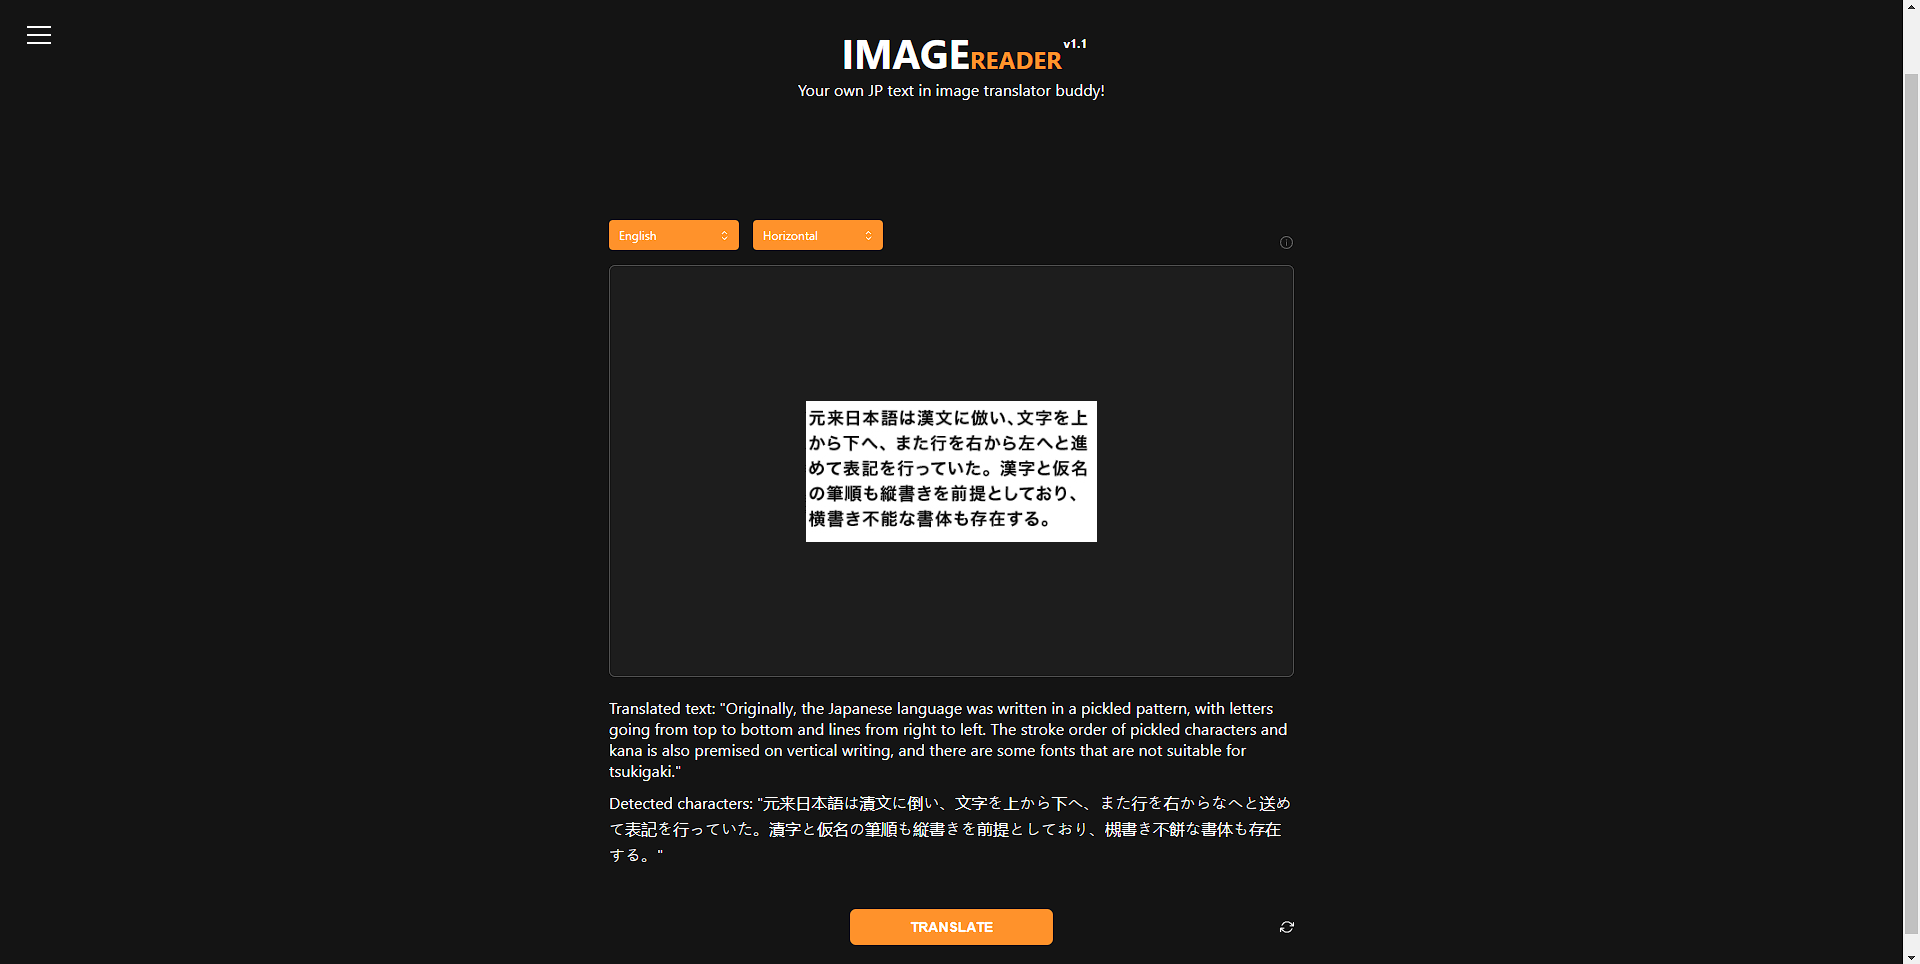 IMAGEREADER v1.1
Your own JP text in image translator buddy!
English
Horizontal
元来日本語は漢文に倣い、文字を上
から下へ、また行を右から左へと進
めて表記を行っていた。漢字と仮名
の筆順も縦書きを前提としており、
横書き不能な書体も存在する。
Translated text: "Originally, the Japanese language was written in a pickled pattern, with letters
going from top to bottom and lines from right to left. The stroke order of pickled characters and
kana is also premised on vertical writing, and there are some fonts that are not suitable for
tsukigaki."
Detected characters: "元来日本語は漬文に倒い、文字を上から下へ、また行を右からなへと送め
て表記を行っていた。漬字と仮名の筆順も縦書きを前提としており、槻書き不餅な書体も存在
する。"
TRANSLATE